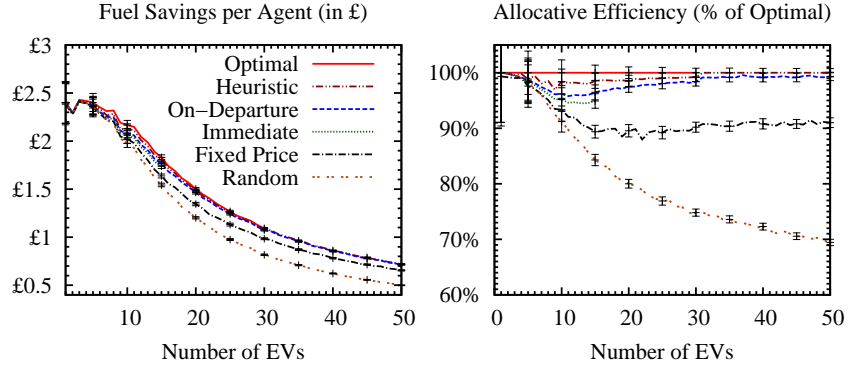 Fuel Savings per Agent (in £)
£3
£2.5
£2
£1.5
£1
£0.5
Optimal
Heuristic
On-Departure
Immediate
Fixed Price
Random
10 20 30 40 50
Number of EVs
Allocative Efficiency (% of Optimal)
100%
90%
80%
70%
60%
0 10 20 30 40 50
Number of EVs